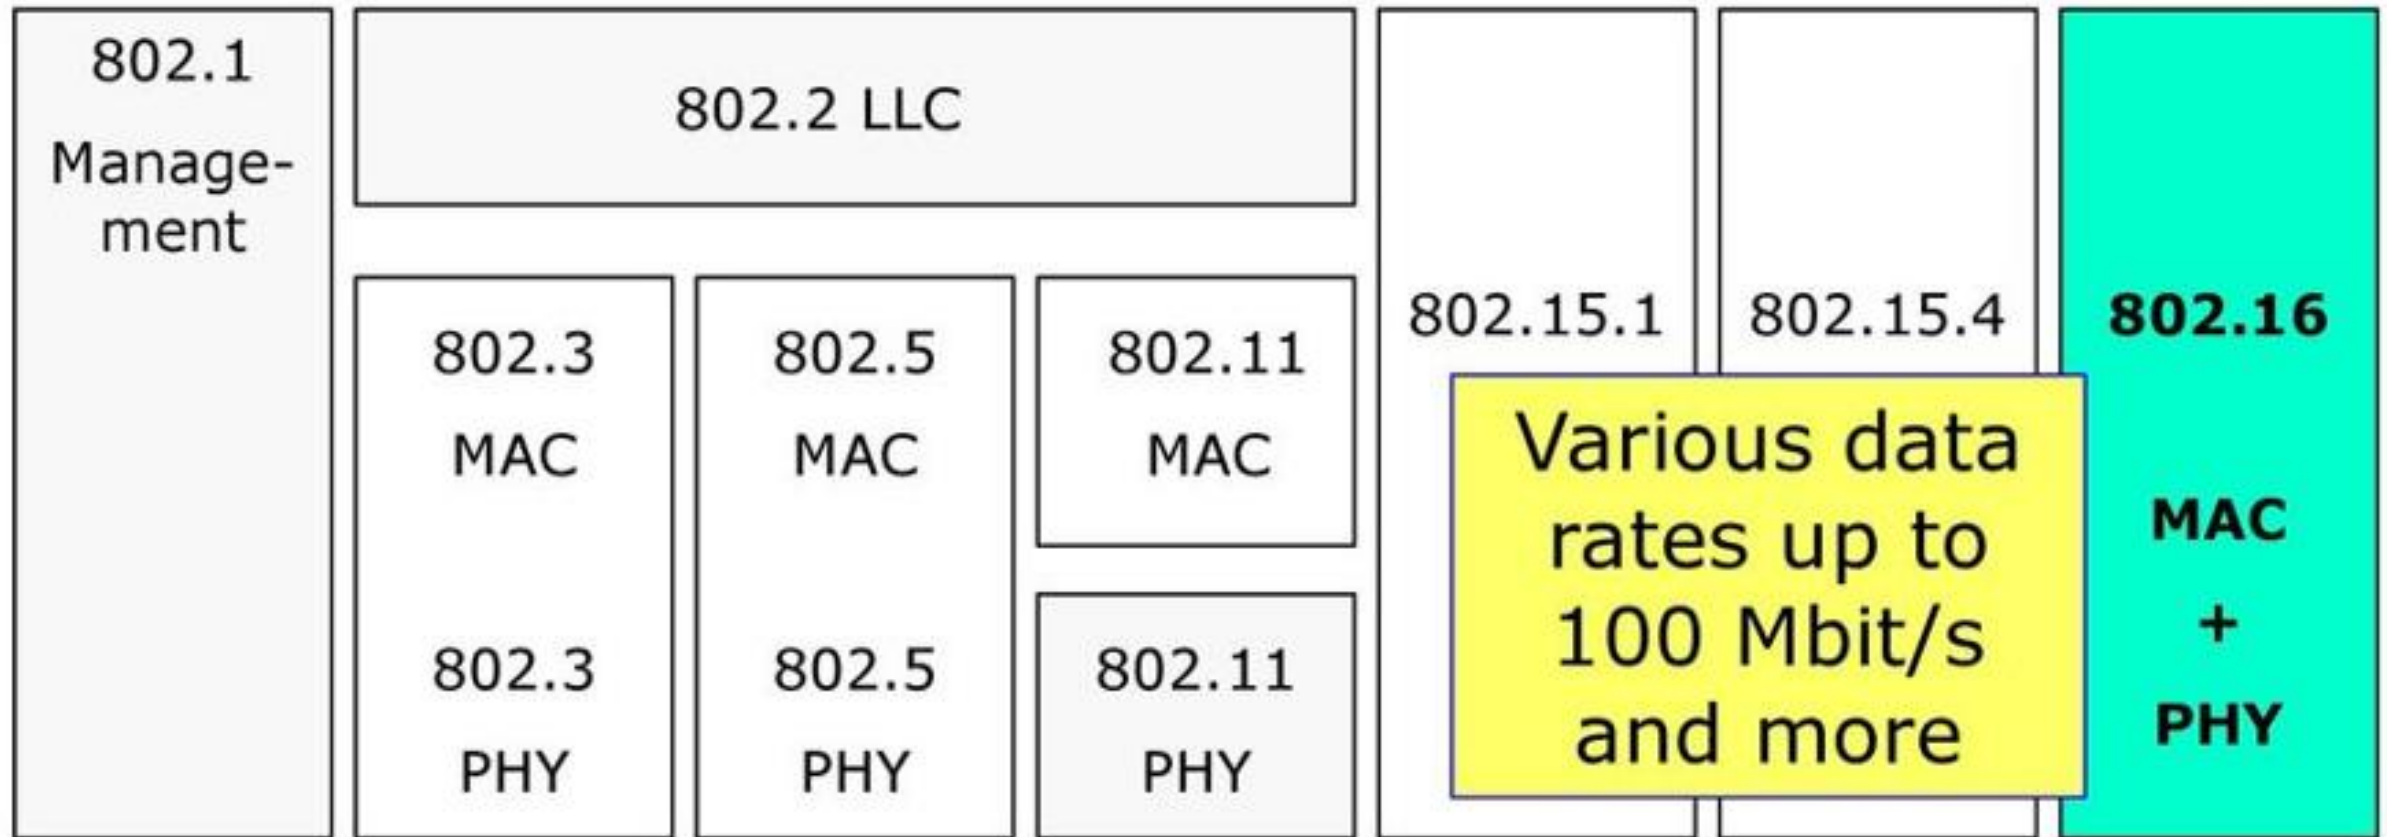 802.1
Manage-
ment
802.2 LLC
802.3
MAC
802.3
PHY
802.5
MAC
802.5
PHY
802.11
MAC
802.11
PHY
802.15.1
802.15.4
Various data
rates up to
100 Mbit/s
and more
802.16
MAC
+
PHY